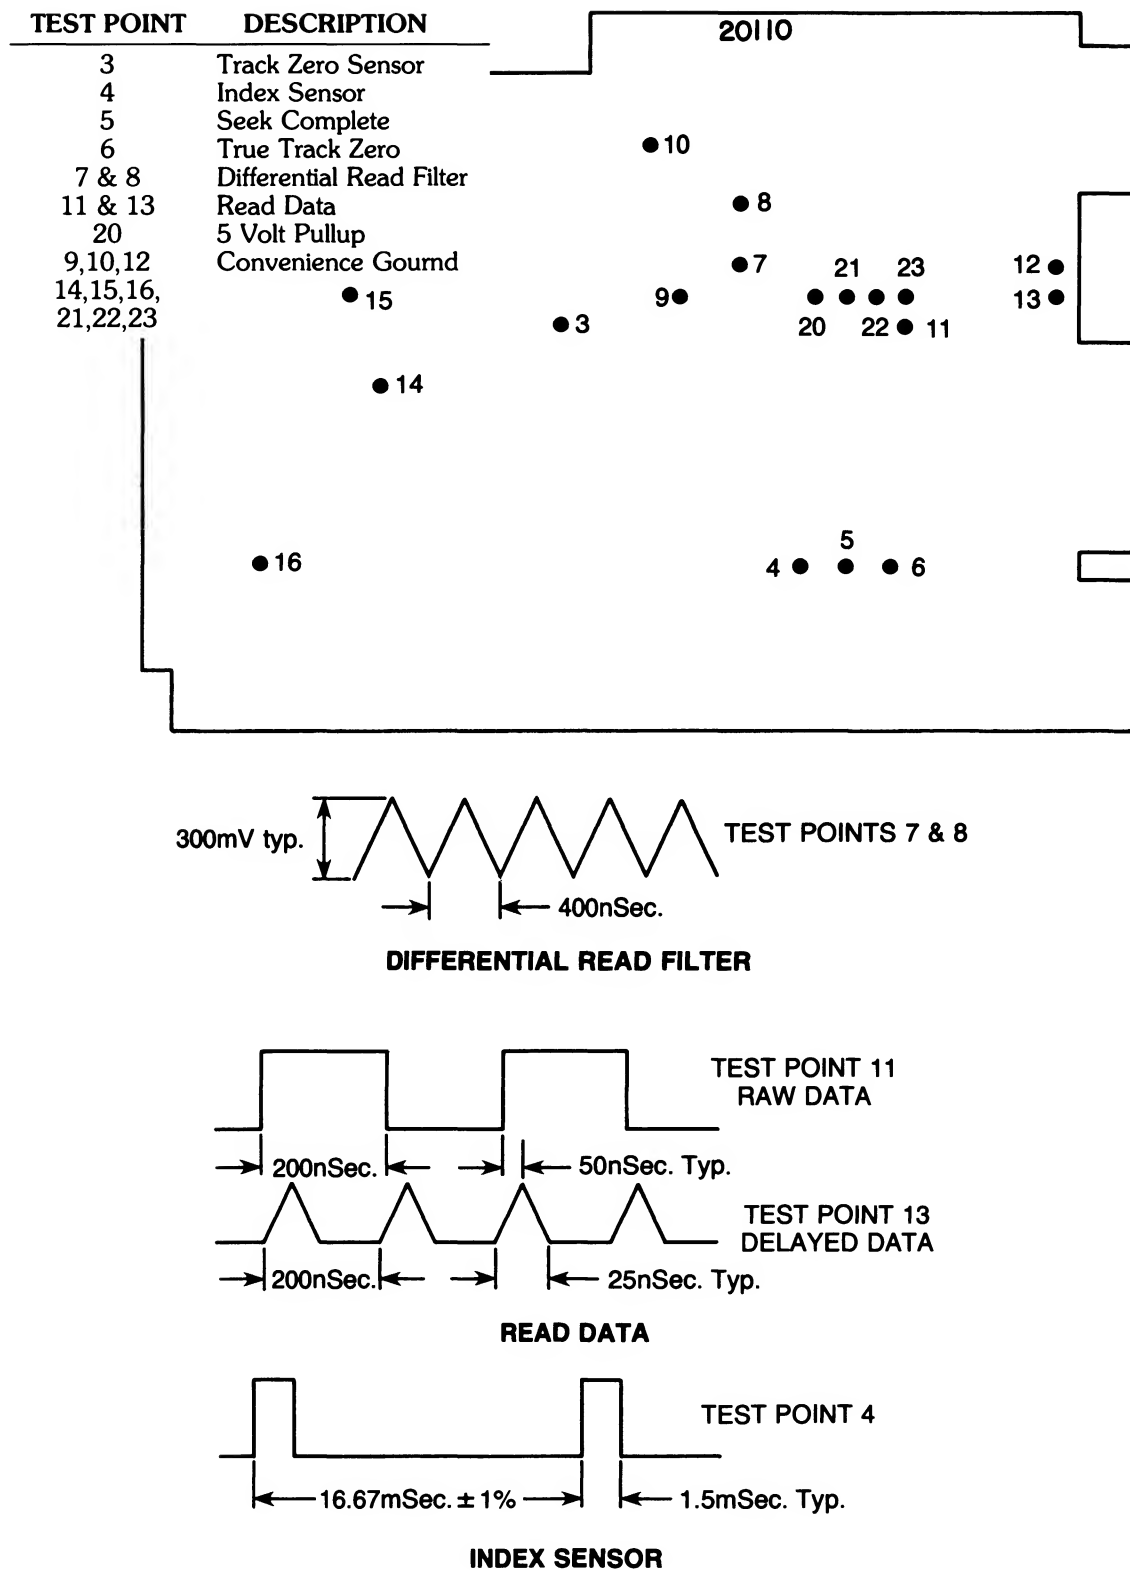 TEST POINT DESCRIPTION
3 Track Zero Sensor
4 Index Sensor
5 Seek Complete
6 True Track Zero
7 & 8 Differential Read Filter
11 & 13 Read Data
20 5 Volt Pullup
9,10,12 Convenience Gournd
14,15,16,
21,22,23
20110
10
8
7
21 23
12
15
9
13
3
20 22 11
14
5
16
4 6
300mV typ.
TEST POINTS 7 & 8
400nSec.
DIFFERENTIAL READ FILTER
TEST POINT 11
RAW DATA
200nSec.
50nSec. Typ.
TEST POINT 13
DELAYED DATA
200nSec.
25nSec. Typ.
READ DATA
TEST POINT 4
16.67mSec. ± 1%
1.5mSec. Typ.
INDEX SENSOR